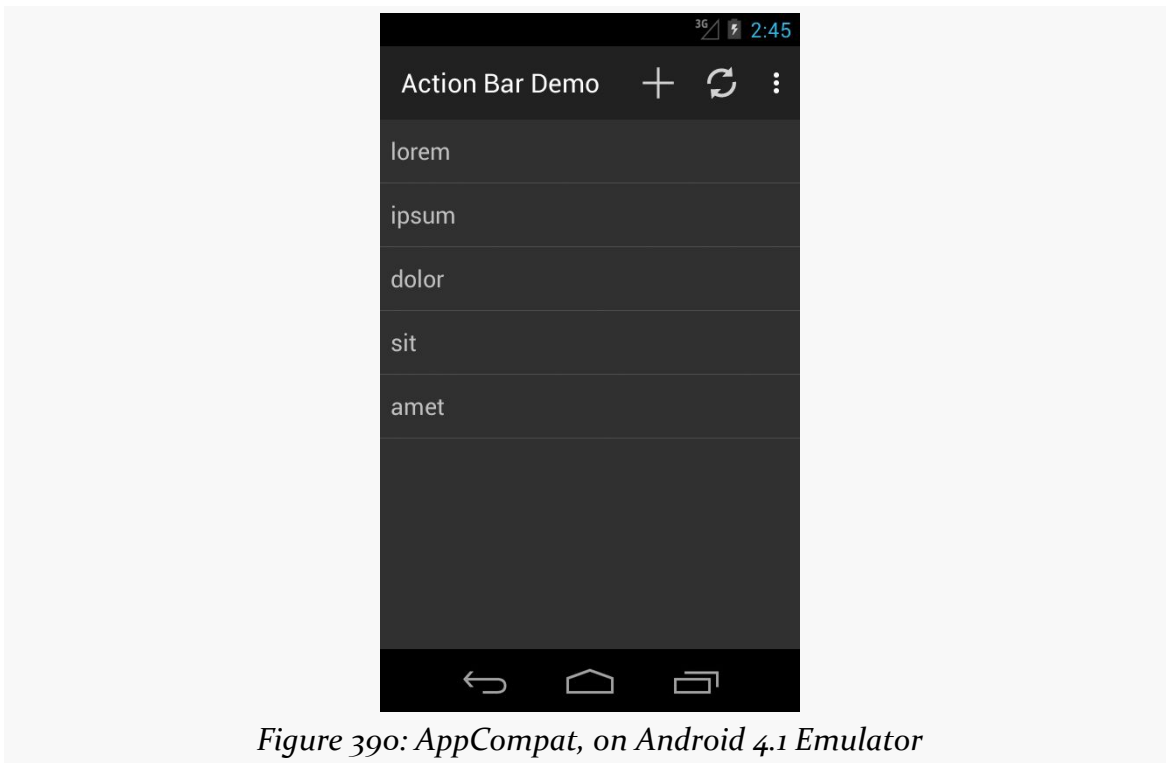 3G 2:45
Action Bar Demo
lorem
ipsum
dolor
sit
amet
Figure 390: AppCompat, on Android 4.1 Emulator